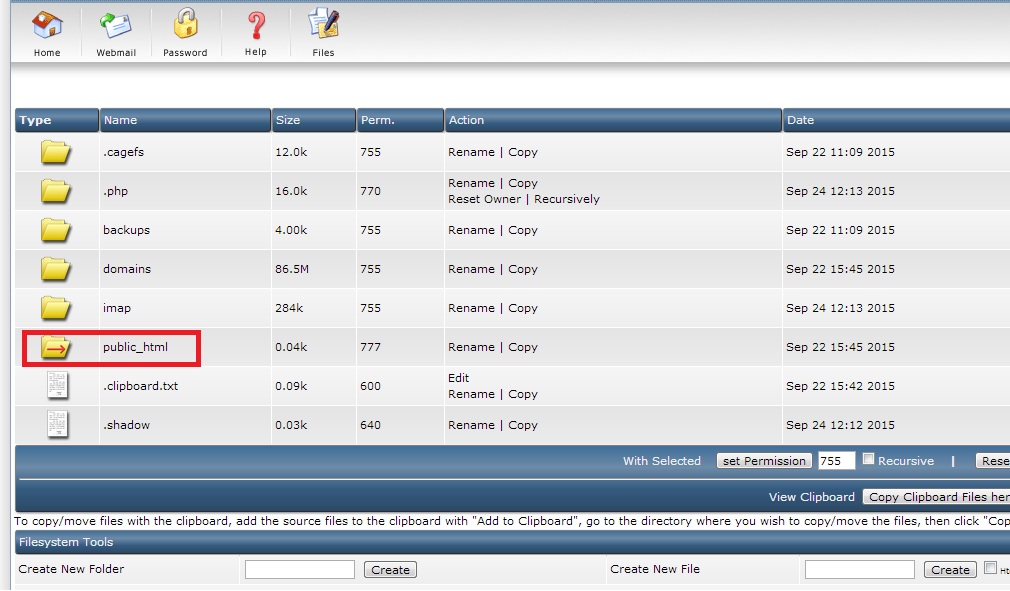 Home Webmail Password Help Files
Type Name Size Perm. Action Date
.cagefs 12.0k 755 Rename | Copy Sep 22 11:09 2015
.php 16.0k 770 Rename | Copy Sep 24 12:13 2015
Reset Owner | Recursively
backups 4.00k 755 Rename | Copy Sep 22 11:09 2015
domains 86.5M 755 Rename | Copy Sep 22 15:45 2015
imap 284k 755 Rename | Copy Sep 24 12:13 2015
public_html 0.04k 777 Rename | Copy Sep 22 15:45 2015
.clipboard.txt 0.09k 600 Edit Sep 22 15:42 2015
Rename | Copy
.shadow 0.03k 640 Rename | Copy Sep 24 12:12 2015
With Selected set Permission 755 Recursive | Rese
View Clipboard Copy Clipboard Files her
To copy/move files with the clipboard, add the source files to the clipboard with "Add to Clipboard", go to the directory where you wish to copy/move the files, then click "Cop
Filesystem Tools
Create New Folder Create Create New File Create Ht